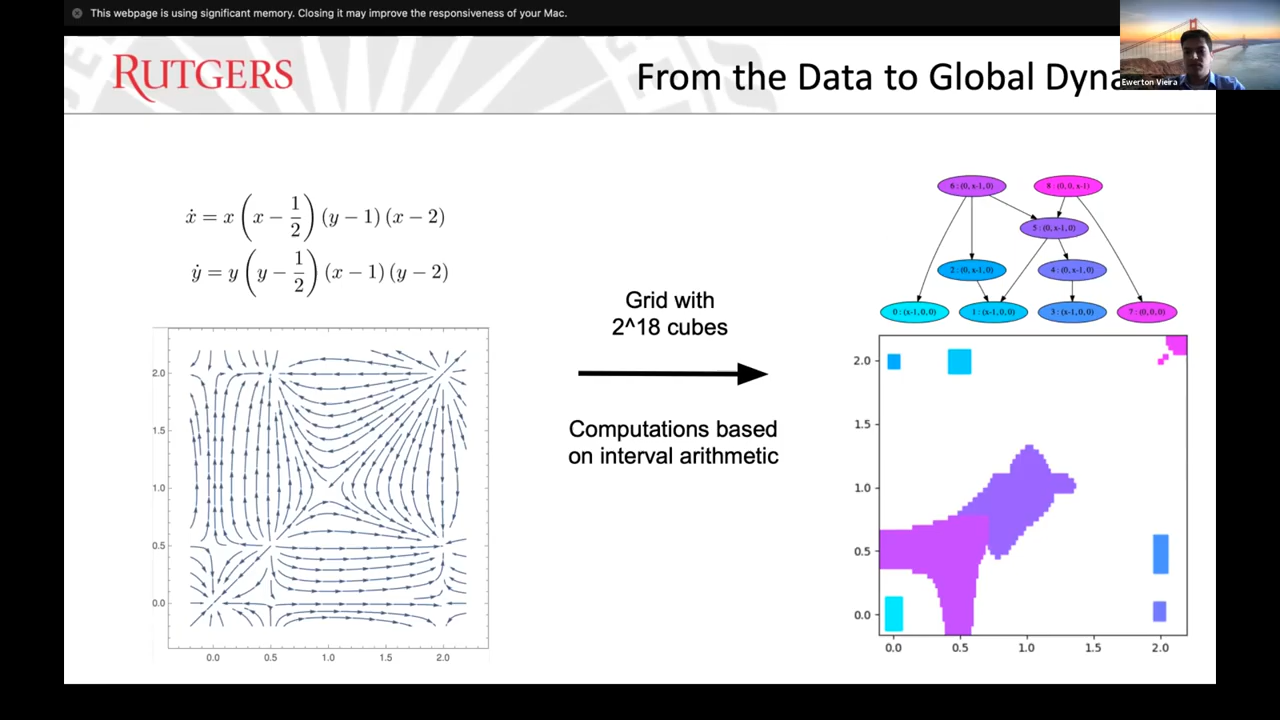 This webpage is using significant memory. Closing it may improve the responsiveness of your Mac.
RUTGERS
From the Data to Global Dyna
Ewerton Vieira
ẋ = x (x − 1/2) (y − 1) (x − 2)
ẏ = y (y − 1/2) (x − 1) (y − 2)
Grid with
2^18 cubes
Computations based
on interval arithmetic
6 : (0, x-1, 0)
8 : (0, 0, x-1)
5 : (0, x-1, 0)
2 : (0, x-1, 0)
4 : (0, x-1, 0)
0 : (x-1, 0, 0)
1 : (x-1, 0, 0)
3 : (x-1, 0, 0)
7 : (0, 0, 0)
2.0
1.5
1.0
0.5
0.0
0.0 0.5 1.0 1.5 2.0
2.0
1.5
1.0
0.5
0.0
0.0 0.5 1.0 1.5 2.0